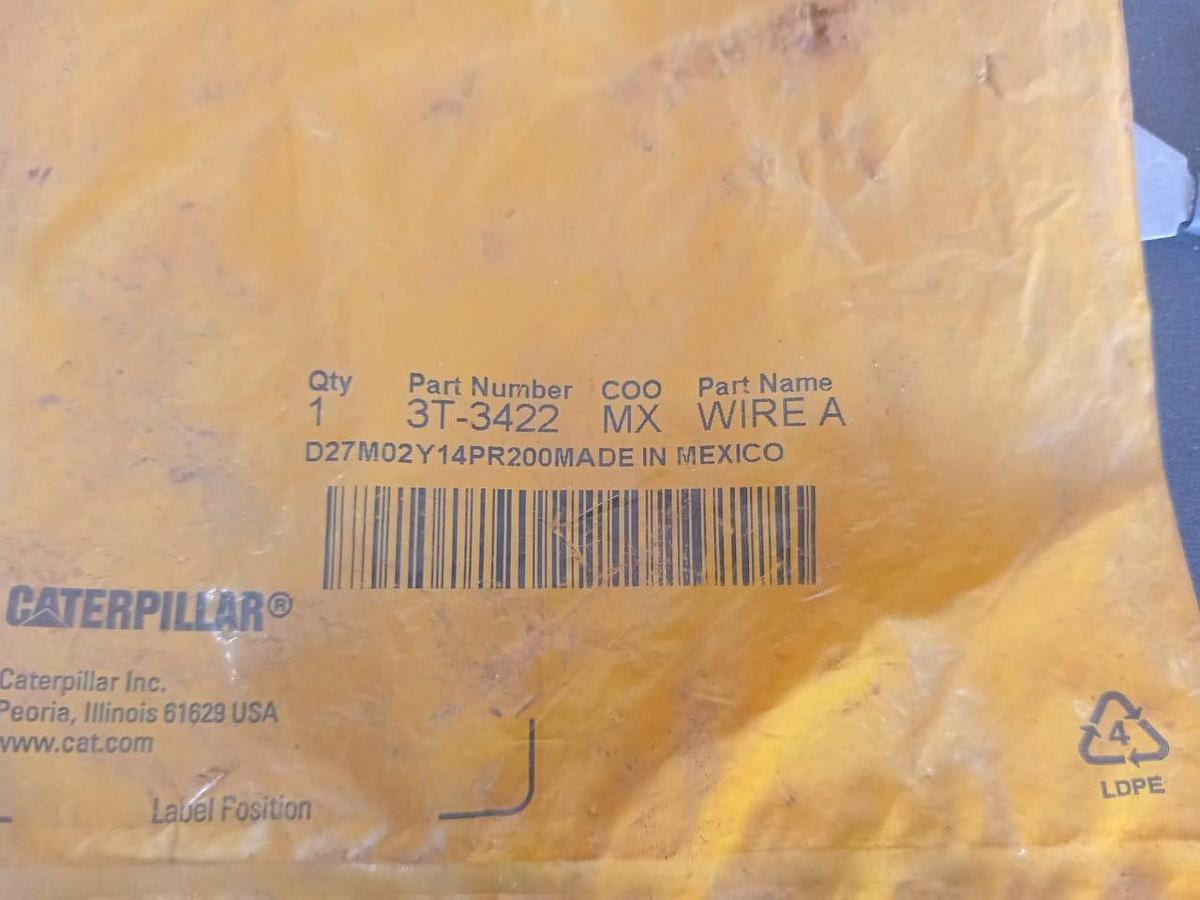 Qty Part Number COO Part Name
1 3T-3422 MX WIRE A
D27M02Y14PR200MADE IN MEXICO
CATERPILLAR®
Caterpillar Inc.
Peoria, Illinois 61629 USA
www.cat.com
Label Position
4
LDPE